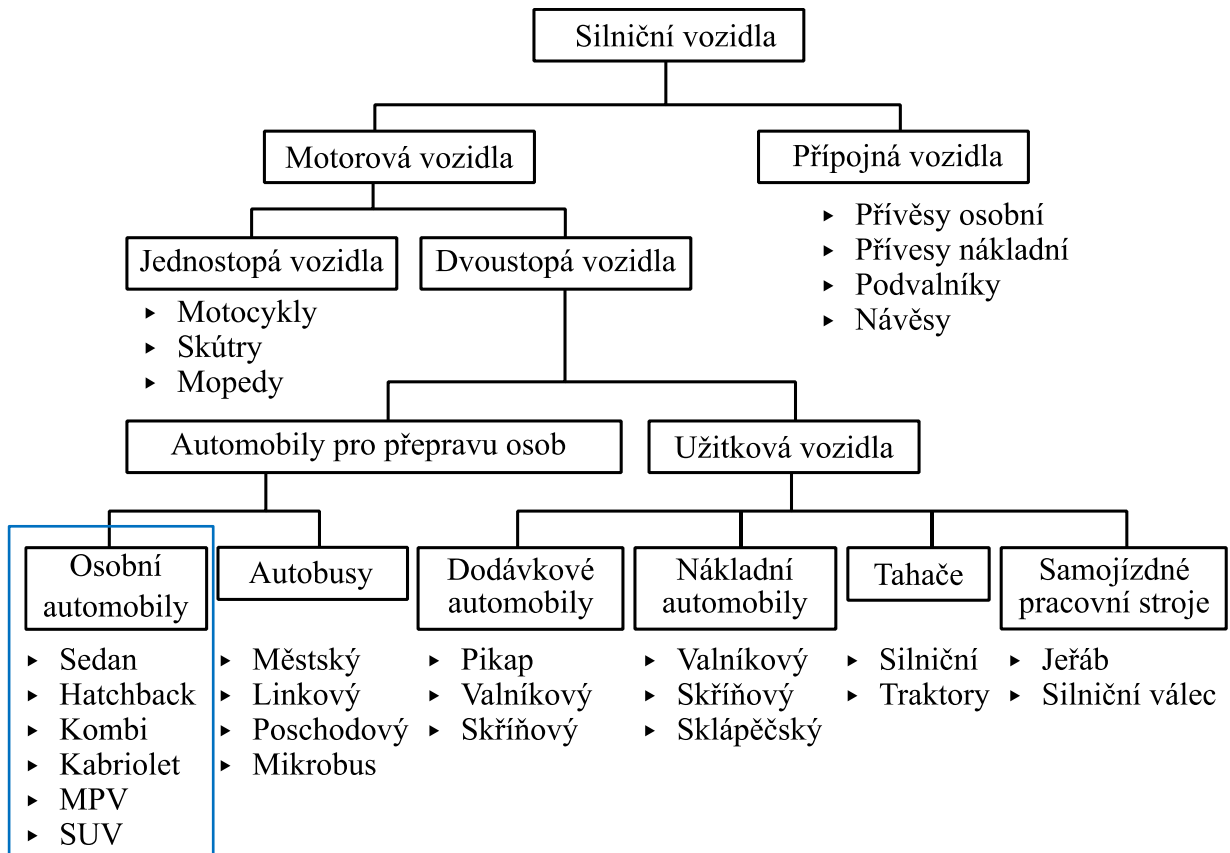 Silniční vozidla
Motorová vozidla
Přípojná vozidla
Přívěsy osobní
Přívesy nákladní
Podvalníky
Návěsy
Jednostopá vozidla
Dvoustopá vozidla
Motocykly
Skútry
Mopedy
Automobily pro přepravu osob
Užitková vozidla
Osobní
automobily
Autobusy
Dodávkové
automobily
Nákladní
automobily
Tahače
Samojízdné
pracovní stroje
Sedan
Hatchback
Kombi
Kabriolet
MPV
SUV
Městský
Linkový
Poschodový
Mikrobus
Pikap
Valníkový
Skříňový
Valníkový
Skříňový
Sklápěčský
Silniční
Traktory
Jeřáb
Silniční válec